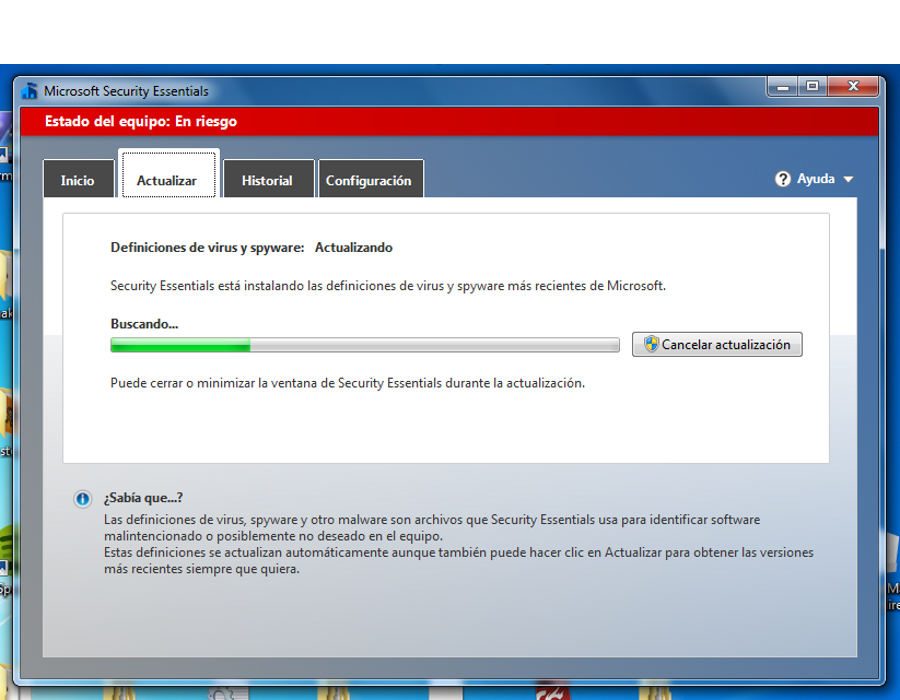 Microsoft Security Essentials
Estado del equipo: En riesgo
Inicio
Actualizar
Historial
Configuración
Ayuda
Definiciones de virus y spyware: Actualizando
Security Essentials está instalando las definiciones de virus y spyware más recientes de Microsoft.
Buscando...
Cancelar actualización
Puede cerrar o minimizar la ventana de Security Essentials durante la actualización.
¿Sabía que...?
Las definiciones de virus, spyware y otro malware son archivos que Security Essentials usa para identificar software
malintencionado o posiblemente no deseado en el equipo.
Estas definiciones se actualizan automáticamente aunque también puede hacer clic en Actualizar para obtener las versiones
más recientes siempre que quiera.